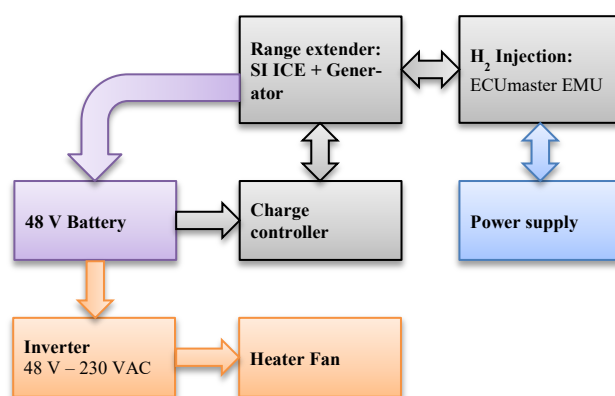 Range extender:
SI ICE + Gener-
ator
H₂ Injection:
ECUmaster EMU
48 V Battery
Charge
controller
Power supply
Inverter
48 V – 230 VAC
Heater Fan